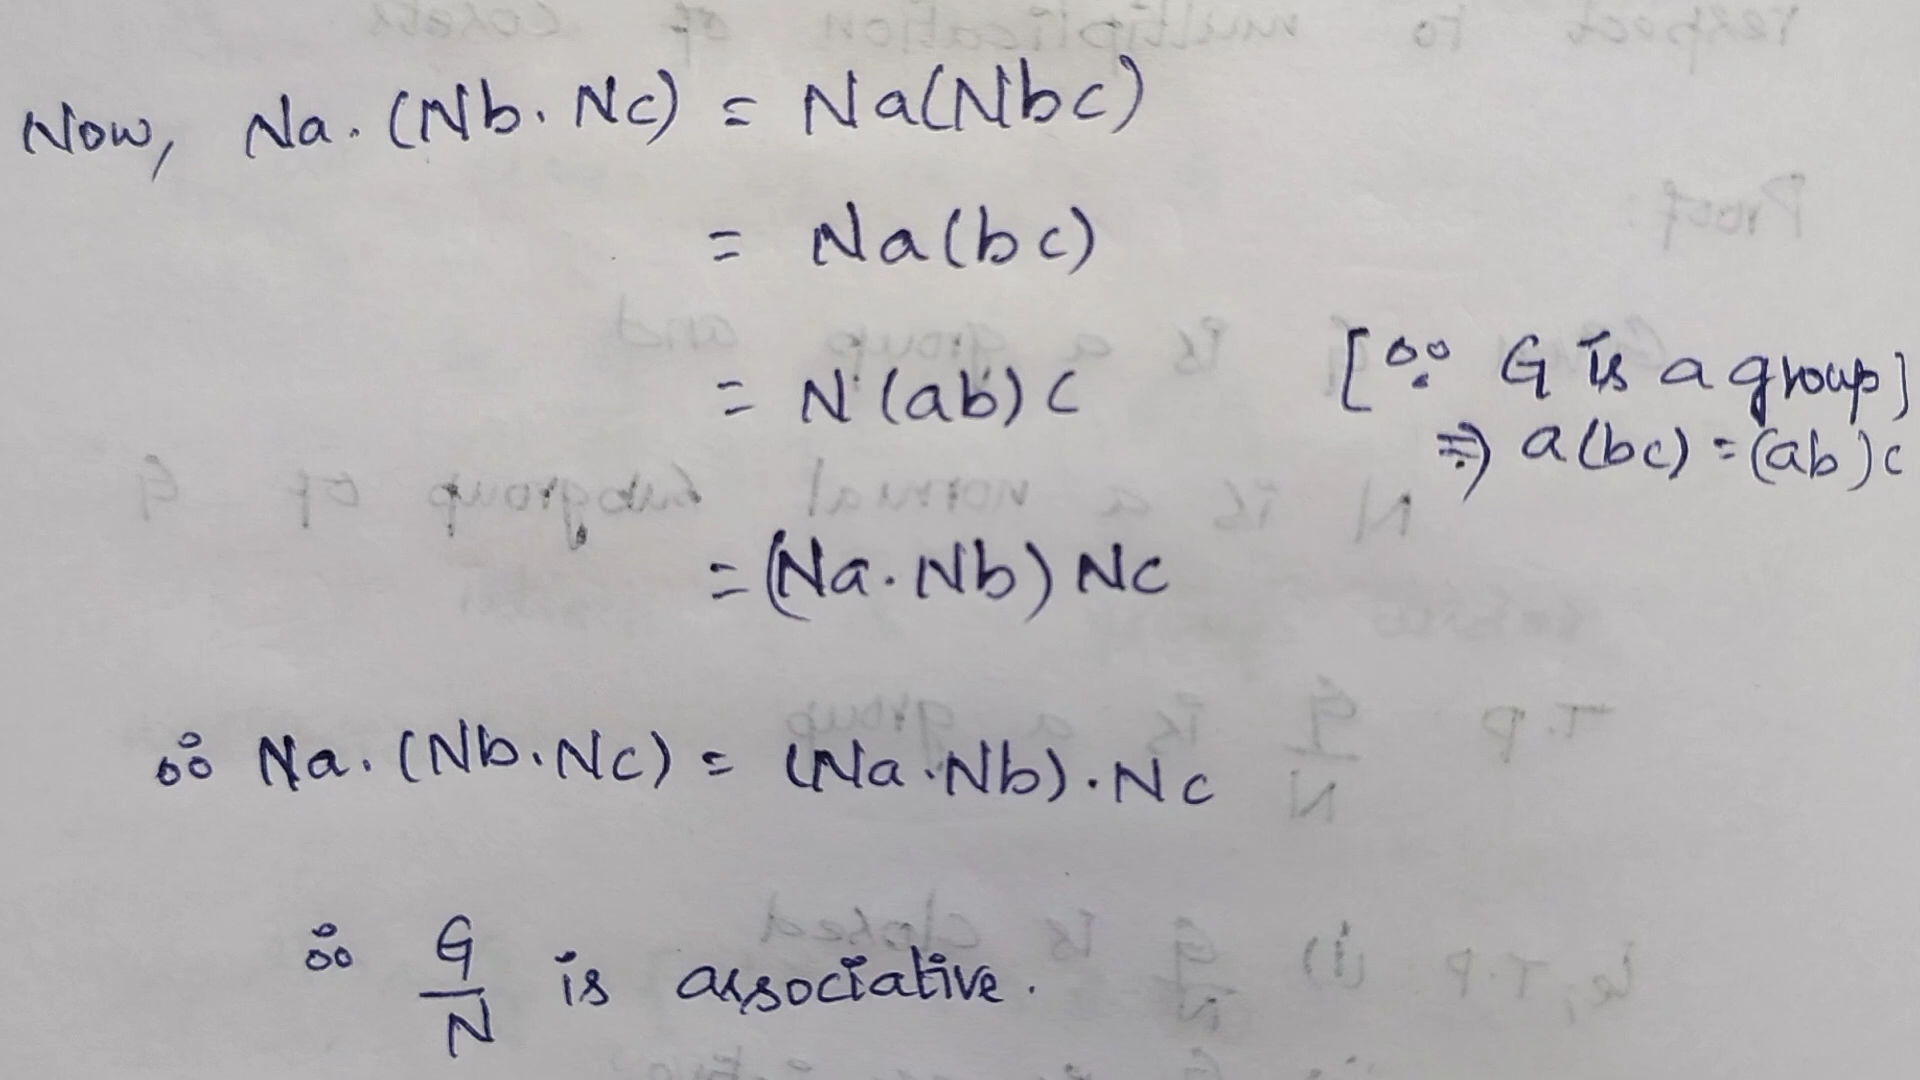 Now, Na. (Nb. Nc) = Na(Nbc)
= Na(bc)
= N(ab)c [∵ G is a group]
⇒ a(bc) = (ab)c
= (Na. Nb) Nc
∴ Na. (Nb. Nc) = (Na. Nb). Nc
∴ G/N is associative.